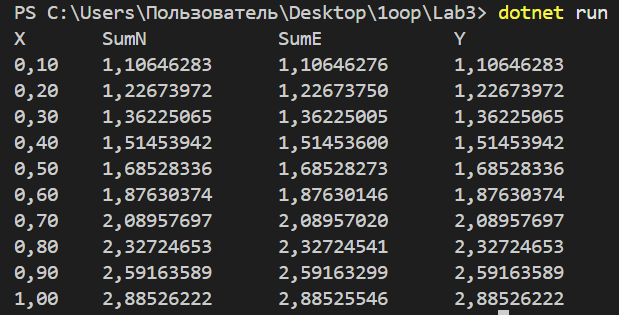 PS C:\Users\Пользователь\Desktop\1oop\Lab3> dotnet run
X SumN SumE Y
0,10 1,10646283 1,10646276 1,10646283
0,20 1,22673972 1,22673750 1,22673972
0,30 1,36225065 1,36225005 1,36225065
0,40 1,51453942 1,51453600 1,51453942
0,50 1,68528336 1,68528273 1,68528336
0,60 1,87630374 1,87630146 1,87630374
0,70 2,08957697 2,08957020 2,08957697
0,80 2,32724653 2,32724541 2,32724653
0,90 2,59163589 2,59163299 2,59163589
1,00 2,88526222 2,88525546 2,88526222